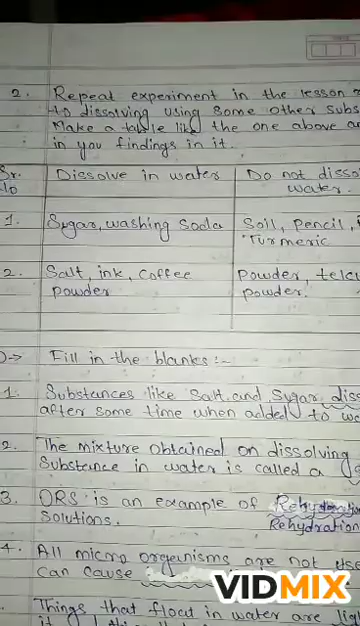 2. Repeat experiment in the lesson
to dissolving using some other subs
Make a table like the one above a
in you findings in it.
Sr. Dissolve in water Do not disso
No water.
1. Sugar, washing soda Soil, Pencil,
Turmeric
2. Salt, ink, coffee Powder, telcu
powder powder.
Fill in the blanks :-
1. Substances like Salt and Sugar diss
after some time when added to wa
2. The mixture obtained on dissolving
Substance in water is called a
3. ORS is an example of Rehydration
Solutions. Rehydration
4. All micro orgenisms are not use
can cause
Things that float in water are lig
VIDMIX